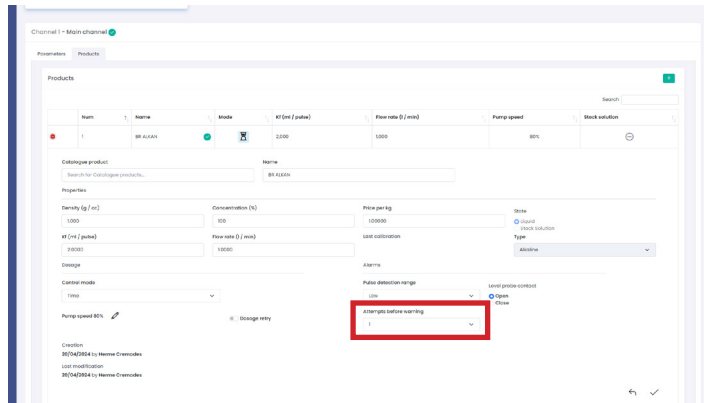 Channel 1 - Main channel
Parameters Products
Products
+
Search
Num Name Mode Kf (ml / pulse) Flow rate (l / min) Pump speed Stock solution
1 BR ALKAN 2,000 1,000 80%
Catalogue product Name
Search for Catalogue products... BR ALKAN
Properties
Density (g / cc) Concentration (%) Price per kg State
1.000 100 1.00000 Liquid
Stock solution
Kf (ml / pulse) Flow rate (l / min) Last calibration Type
2.0000 1.0000 Alkaline
Dosage Alarms
Control mode Pulse detection range Level probe contact
Time Low Open
Close
Pump speed 80% Dosage retry Attempts before warning
1
Creation
30/04/2024 by Herme Cremades
Last modification
30/04/2024 by Herme Cremades